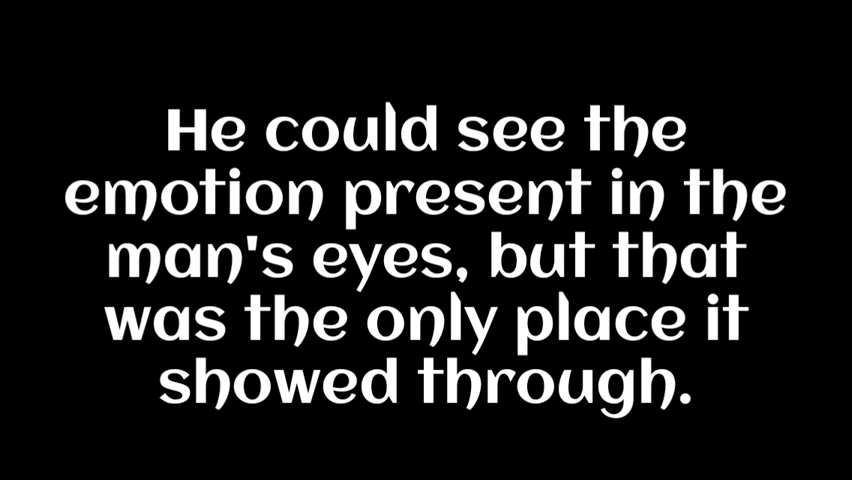 He could see the
emotion present in the
man's eyes, but that
was the only place it
showed through.